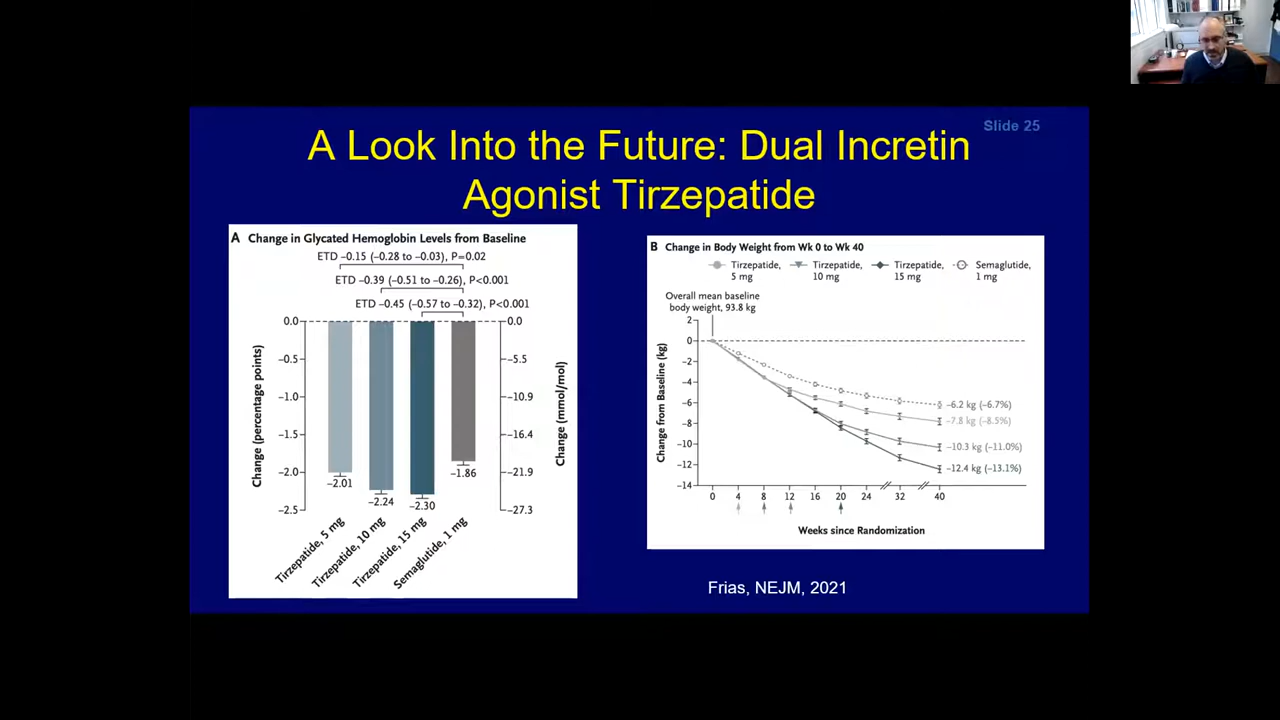 Slide 25
A Look Into the Future: Dual Incretin
Agonist Tirzepatide
A Change in Glycated Hemoglobin Levels from Baseline
ETD −0.15 (−0.28 to −0.03), P=0.02
ETD −0.39 (−0.51 to −0.26), P<0.001
ETD −0.45 (−0.57 to −0.32), P<0.001
Change (percentage points)
0.0
−0.5
−1.0
−1.5
−2.0
−2.5
−2.01
−2.24
−2.30
−1.86
0.0
−5.5
−10.9
−16.4
−21.9
−27.3
Change (mmol/mol)
Tirzepatide, 5 mg
Tirzepatide, 10 mg
Tirzepatide, 15 mg
Semaglutide, 1 mg
B Change in Body Weight from Wk 0 to Wk 40
Tirzepatide,
5 mg
Tirzepatide,
10 mg
Tirzepatide,
15 mg
Semaglutide,
1 mg
Overall mean baseline
body weight, 93.8 kg
Change from Baseline (kg)
2
0
−2
−4
−6
−8
−10
−12
−14
−6.2 kg (−6.7%)
−7.8 kg (−8.5%)
−10.3 kg (−11.0%)
−12.4 kg (−13.1%)
0 4 8 12 16 20 24 32 40
Weeks since Randomization
Frias, NEJM, 2021